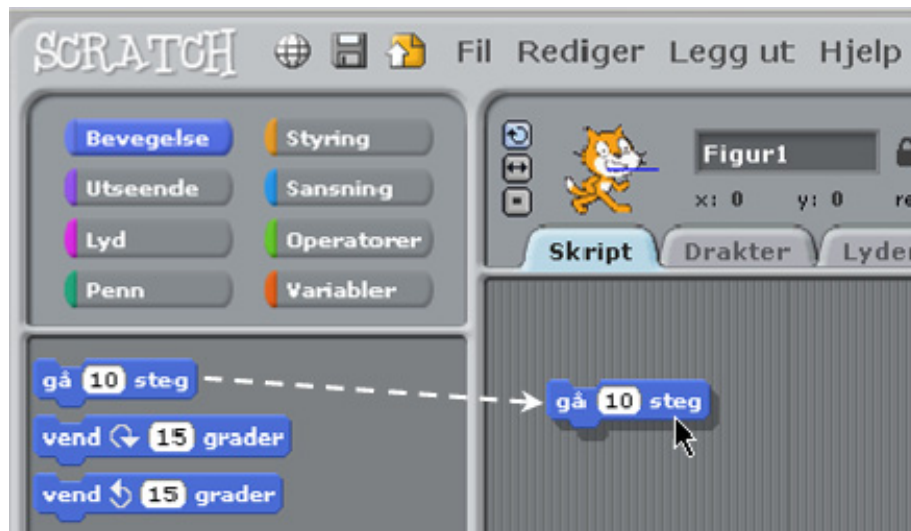 SCRATCH Fil Rediger Legg ut Hjelp
Bevegelse Styring
Utseende Sansning
Lyd Operatorer
Penn Variabler
Figur1
x: 0 y: 0
Skript Drakter Lyder
gå 10 steg
vend 15 grader
vend 15 grader
gå 10 steg